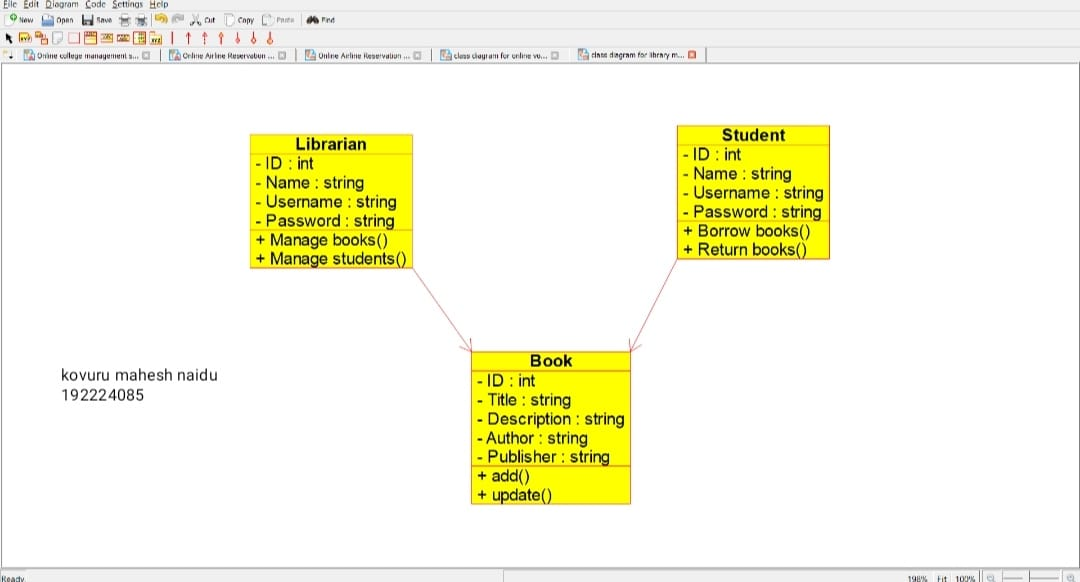 File Edit Diagram Code Settings Help
New Open Save Cut Copy Paste Find
Online college management s... Online Airline Reservation ... Online Airline Reservation ... class diagram for online vo... class diagram for library m...
Librarian
- ID : int
- Name : string
- Username : string
- Password : string
+ Manage books()
+ Manage students()
Student
- ID : int
- Name : string
- Username : string
- Password : string
+ Borrow books()
+ Return books()
Book
- ID : int
- Title : string
- Description : string
- Author : string
- Publisher : string
+ add()
+ update()
kovuru mahesh naidu
192224085
Ready 198% Fit 100%